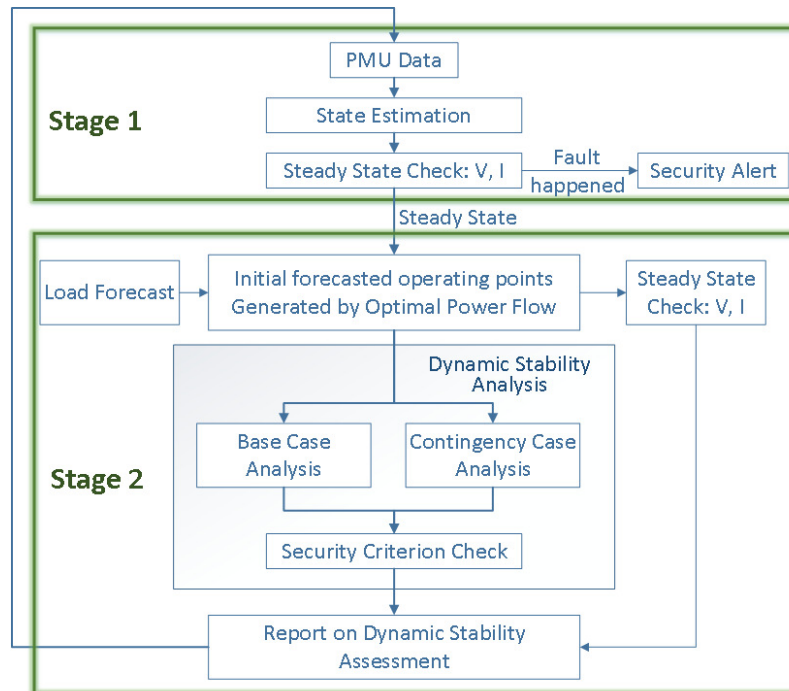 PMU Data
Stage 1
State Estimation
Steady State Check: V, I
Fault
happened
Security Alert
Steady State
Load Forecast
Initial forecasted operating points
Generated by Optimal Power Flow
Steady State
Check: V, I
Dynamic Stability
Analysis
Base Case
Analysis
Contingency Case
Analysis
Stage 2
Security Criterion Check
Report on Dynamic Stability
Assessment